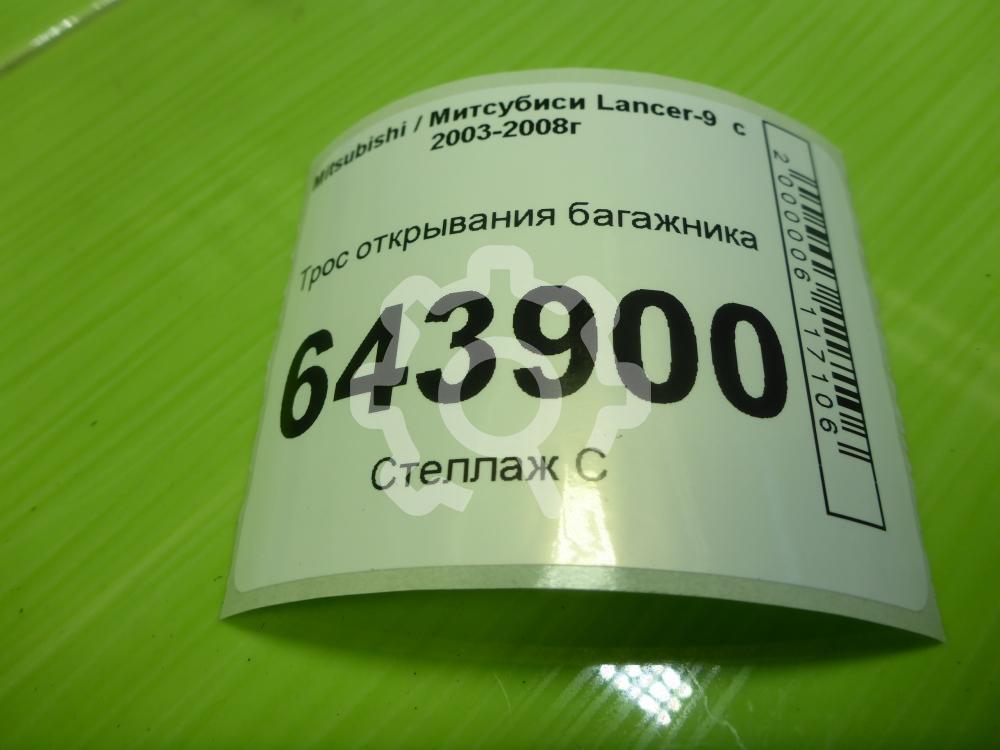 Mitsubishi / Митсубиси Lancer-9 с
2003-2008г
Трос открывания багажника
643900
Стеллаж С
2000006117106